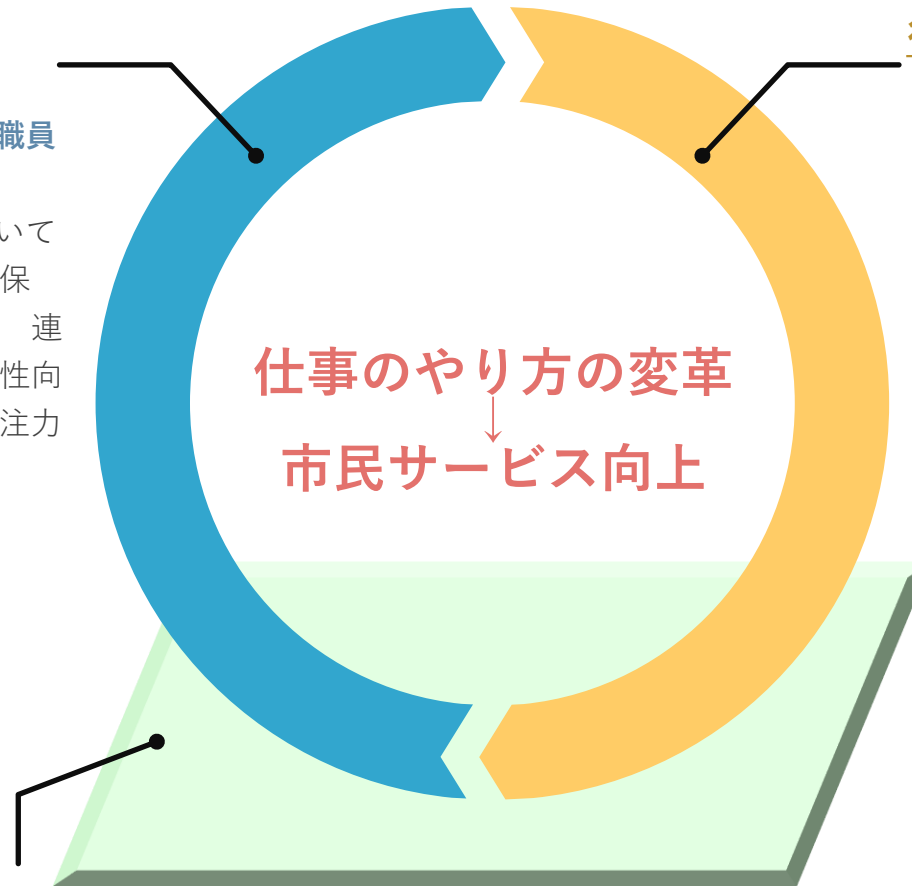 職員
いて
保
連
性向
注力
仕事のやり方の変革
↓
市民サービス向上